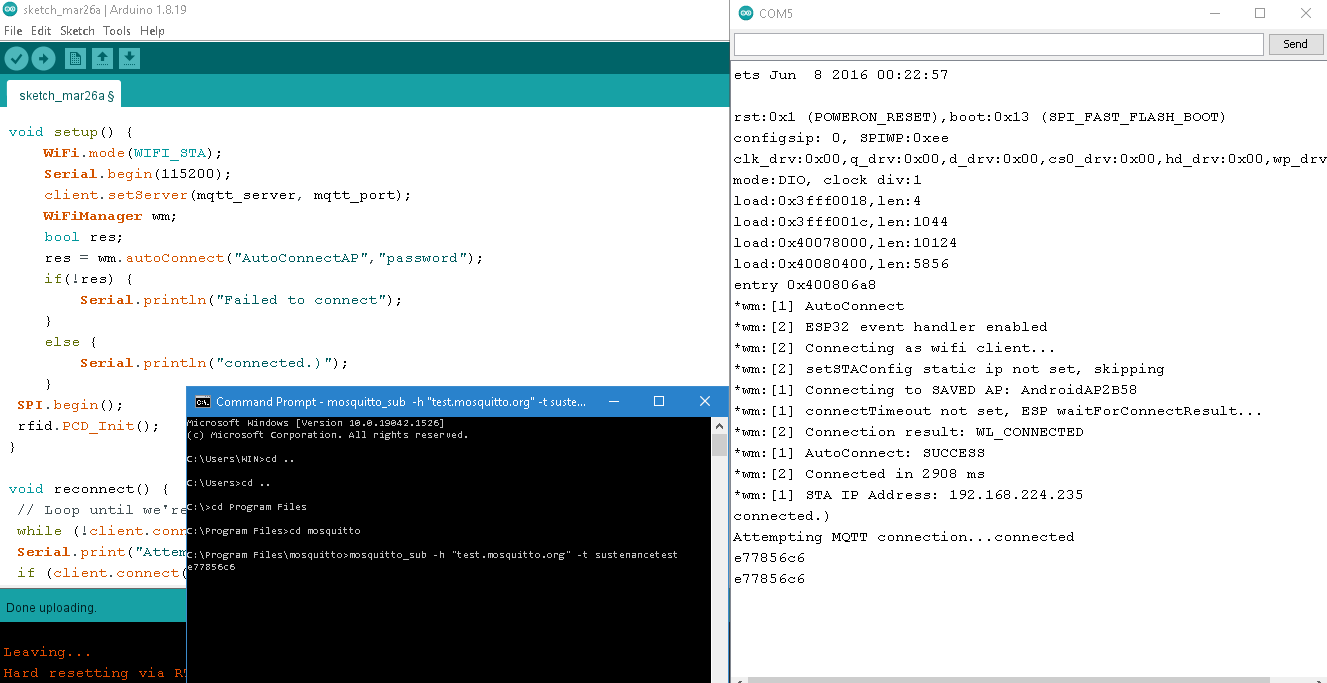 sketch_mar26a | Arduino 1.8.19
File Edit Sketch Tools Help
sketch_mar26a §
void setup() {
WiFi.mode(WIFI_STA);
Serial.begin(115200);
client.setServer(mqtt_server, mqtt_port);
WiFiManager wm;
bool res;
res = wm.autoConnect("AutoConnectAP","password");
if(!res) {
Serial.println("Failed to connect");
}
else {
Serial.println("connected.)");
}
SPI.begin();
rfid.PCD_Init();
}
void reconnect() {
// Loop until we're
while (!client.conn
Serial.print("Attem
if (client.connect(
Done uploading.
Leaving...
Hard resetting via
Command Prompt - mosquitto_sub -h "test.mosquitto.org" -t suste...
Microsoft Windows [Version 10.0.19042.1526]
(c) Microsoft Corporation. All rights reserved.
C:\Users\WIN>cd ..
C:\Users>cd ..
C:\>cd Program Files
C:\Program Files>cd mosquitto
C:\Program Files\mosquitto>mosquitto_sub -h "test.mosquitto.org" -t sustenancetest
e77856c6
COM5
Send
ets Jun  8 2016 00:22:57
rst:0x1 (POWERON_RESET),boot:0x13 (SPI_FAST_FLASH_BOOT)
configsip: 0, SPIWP:0xee
clk_drv:0x00,q_drv:0x00,d_drv:0x00,cs0_drv:0x00,hd_drv:0x00,wp_drv
mode:DIO, clock div:1
load:0x3fff0018,len:4
load:0x3fff001c,len:1044
load:0x40078000,len:10124
load:0x40080400,len:5856
entry 0x400806a8
*wm:[1] AutoConnect
*wm:[2] ESP32 event handler enabled
*wm:[2] Connecting as wifi client...
*wm:[2] setSTAConfig static ip not set, skipping
*wm:[1] Connecting to SAVED AP: AndroidAP2B58
*wm:[1] connectTimeout not set, ESP waitForConnectResult...
*wm:[2] Connection result: WL_CONNECTED
*wm:[1] AutoConnect: SUCCESS
*wm:[2] Connected in 2908 ms
*wm:[1] STA IP Address: 192.168.224.235
connected.)
Attempting MQTT connection...connected
e77856c6
e77856c6